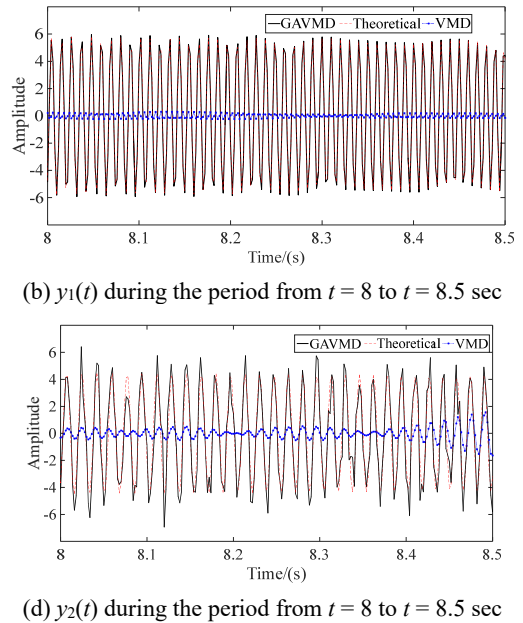 GAVMD Theoretical VMD
6
4
2
0
-2
-4
-6
Amplitude
8 8.1 8.2 8.3 8.4 8.5
Time/(s)
(b) y₁(t) during the period from t = 8 to t = 8.5 sec
GAVMD Theoretical VMD
6
4
2
0
-2
-4
-6
Amplitude
8 8.1 8.2 8.3 8.4 8.5
Time/(s)
(d) y₂(t) during the period from t = 8 to t = 8.5 sec